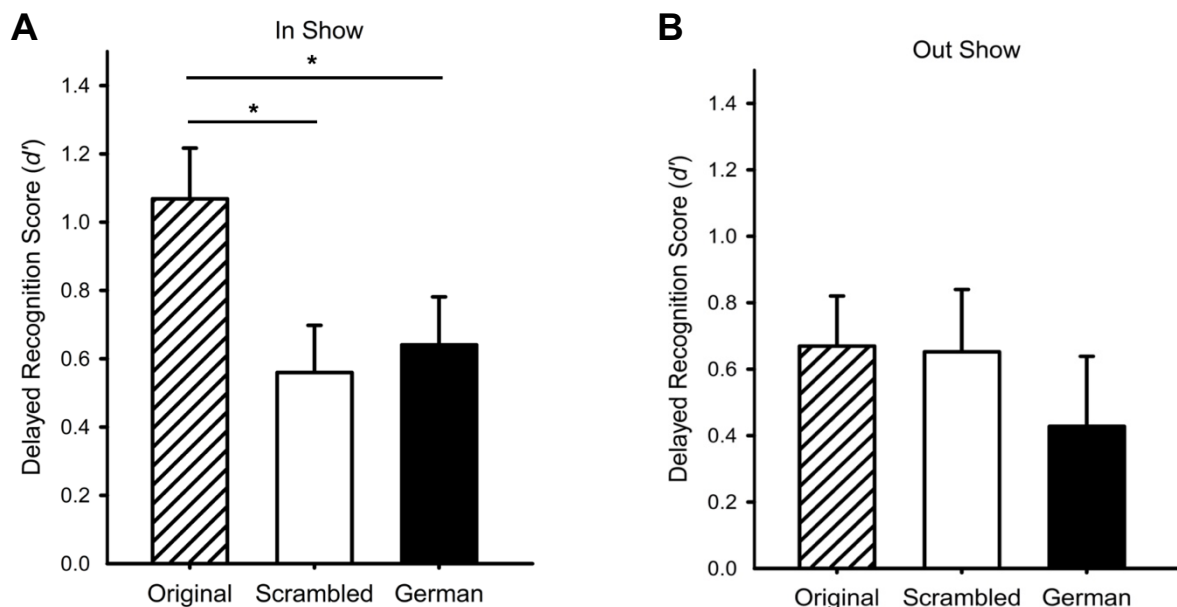 A
In Show
Delayed Recognition Score (d')
1.4
1.2
1.0
0.8
0.6
0.4
0.2
0.0
*
*
Original Scrambled German
B
Out Show
Delayed Recognition Score (d')
1.4
1.2
1.0
0.8
0.6
0.4
0.2
0.0
Original Scrambled German